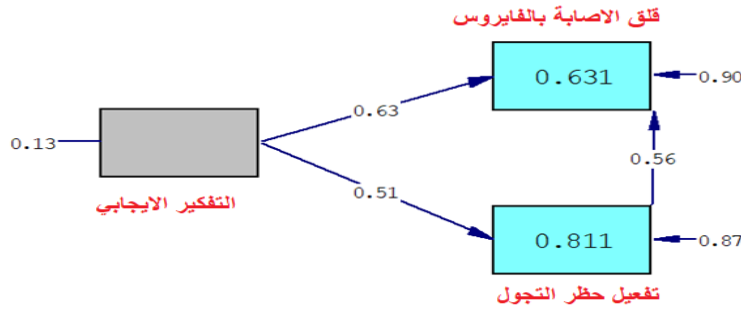 قلق الاصابة بالفايروس
0.631
0.90
0.63
0.13
0.56
التفكير الايجابي
0.51
0.811
0.87
تفعيل حظر التجول